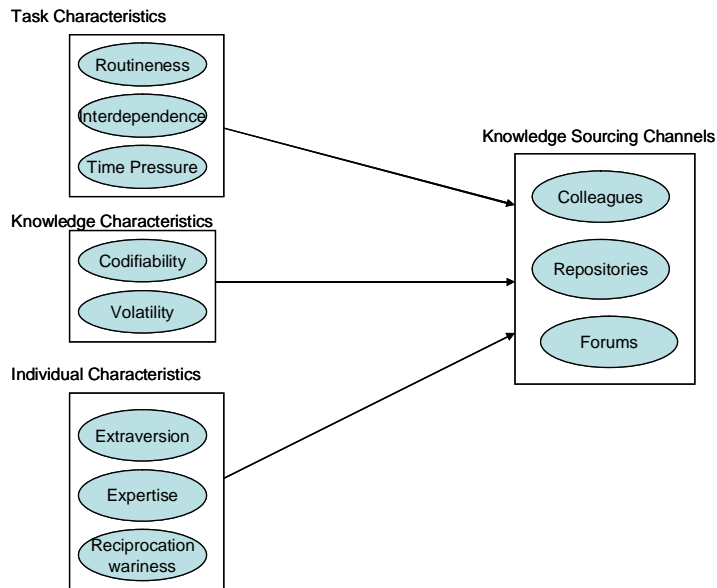 Task Characteristics
Routineness
Interdependence
Time Pressure
Knowledge Characteristics
Codifiability
Volatility
Individual Characteristics
Extraversion
Expertise
Reciprocation
wariness
Knowledge Sourcing Channels
Colleagues
Repositories
Forums